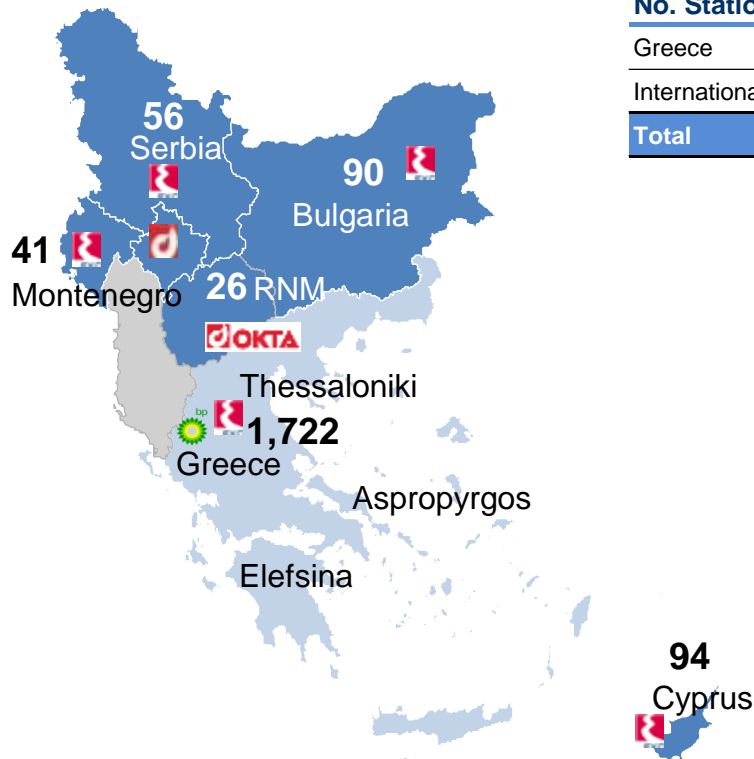 No. Statio
Greece
Internationa
Total
56
Serbia
90
Bulgaria
41
Montenegro
26 RNM
OKTA
Thessaloniki
bp
1,722
Greece
Aspropyrgos
Elefsina
94
Cyprus